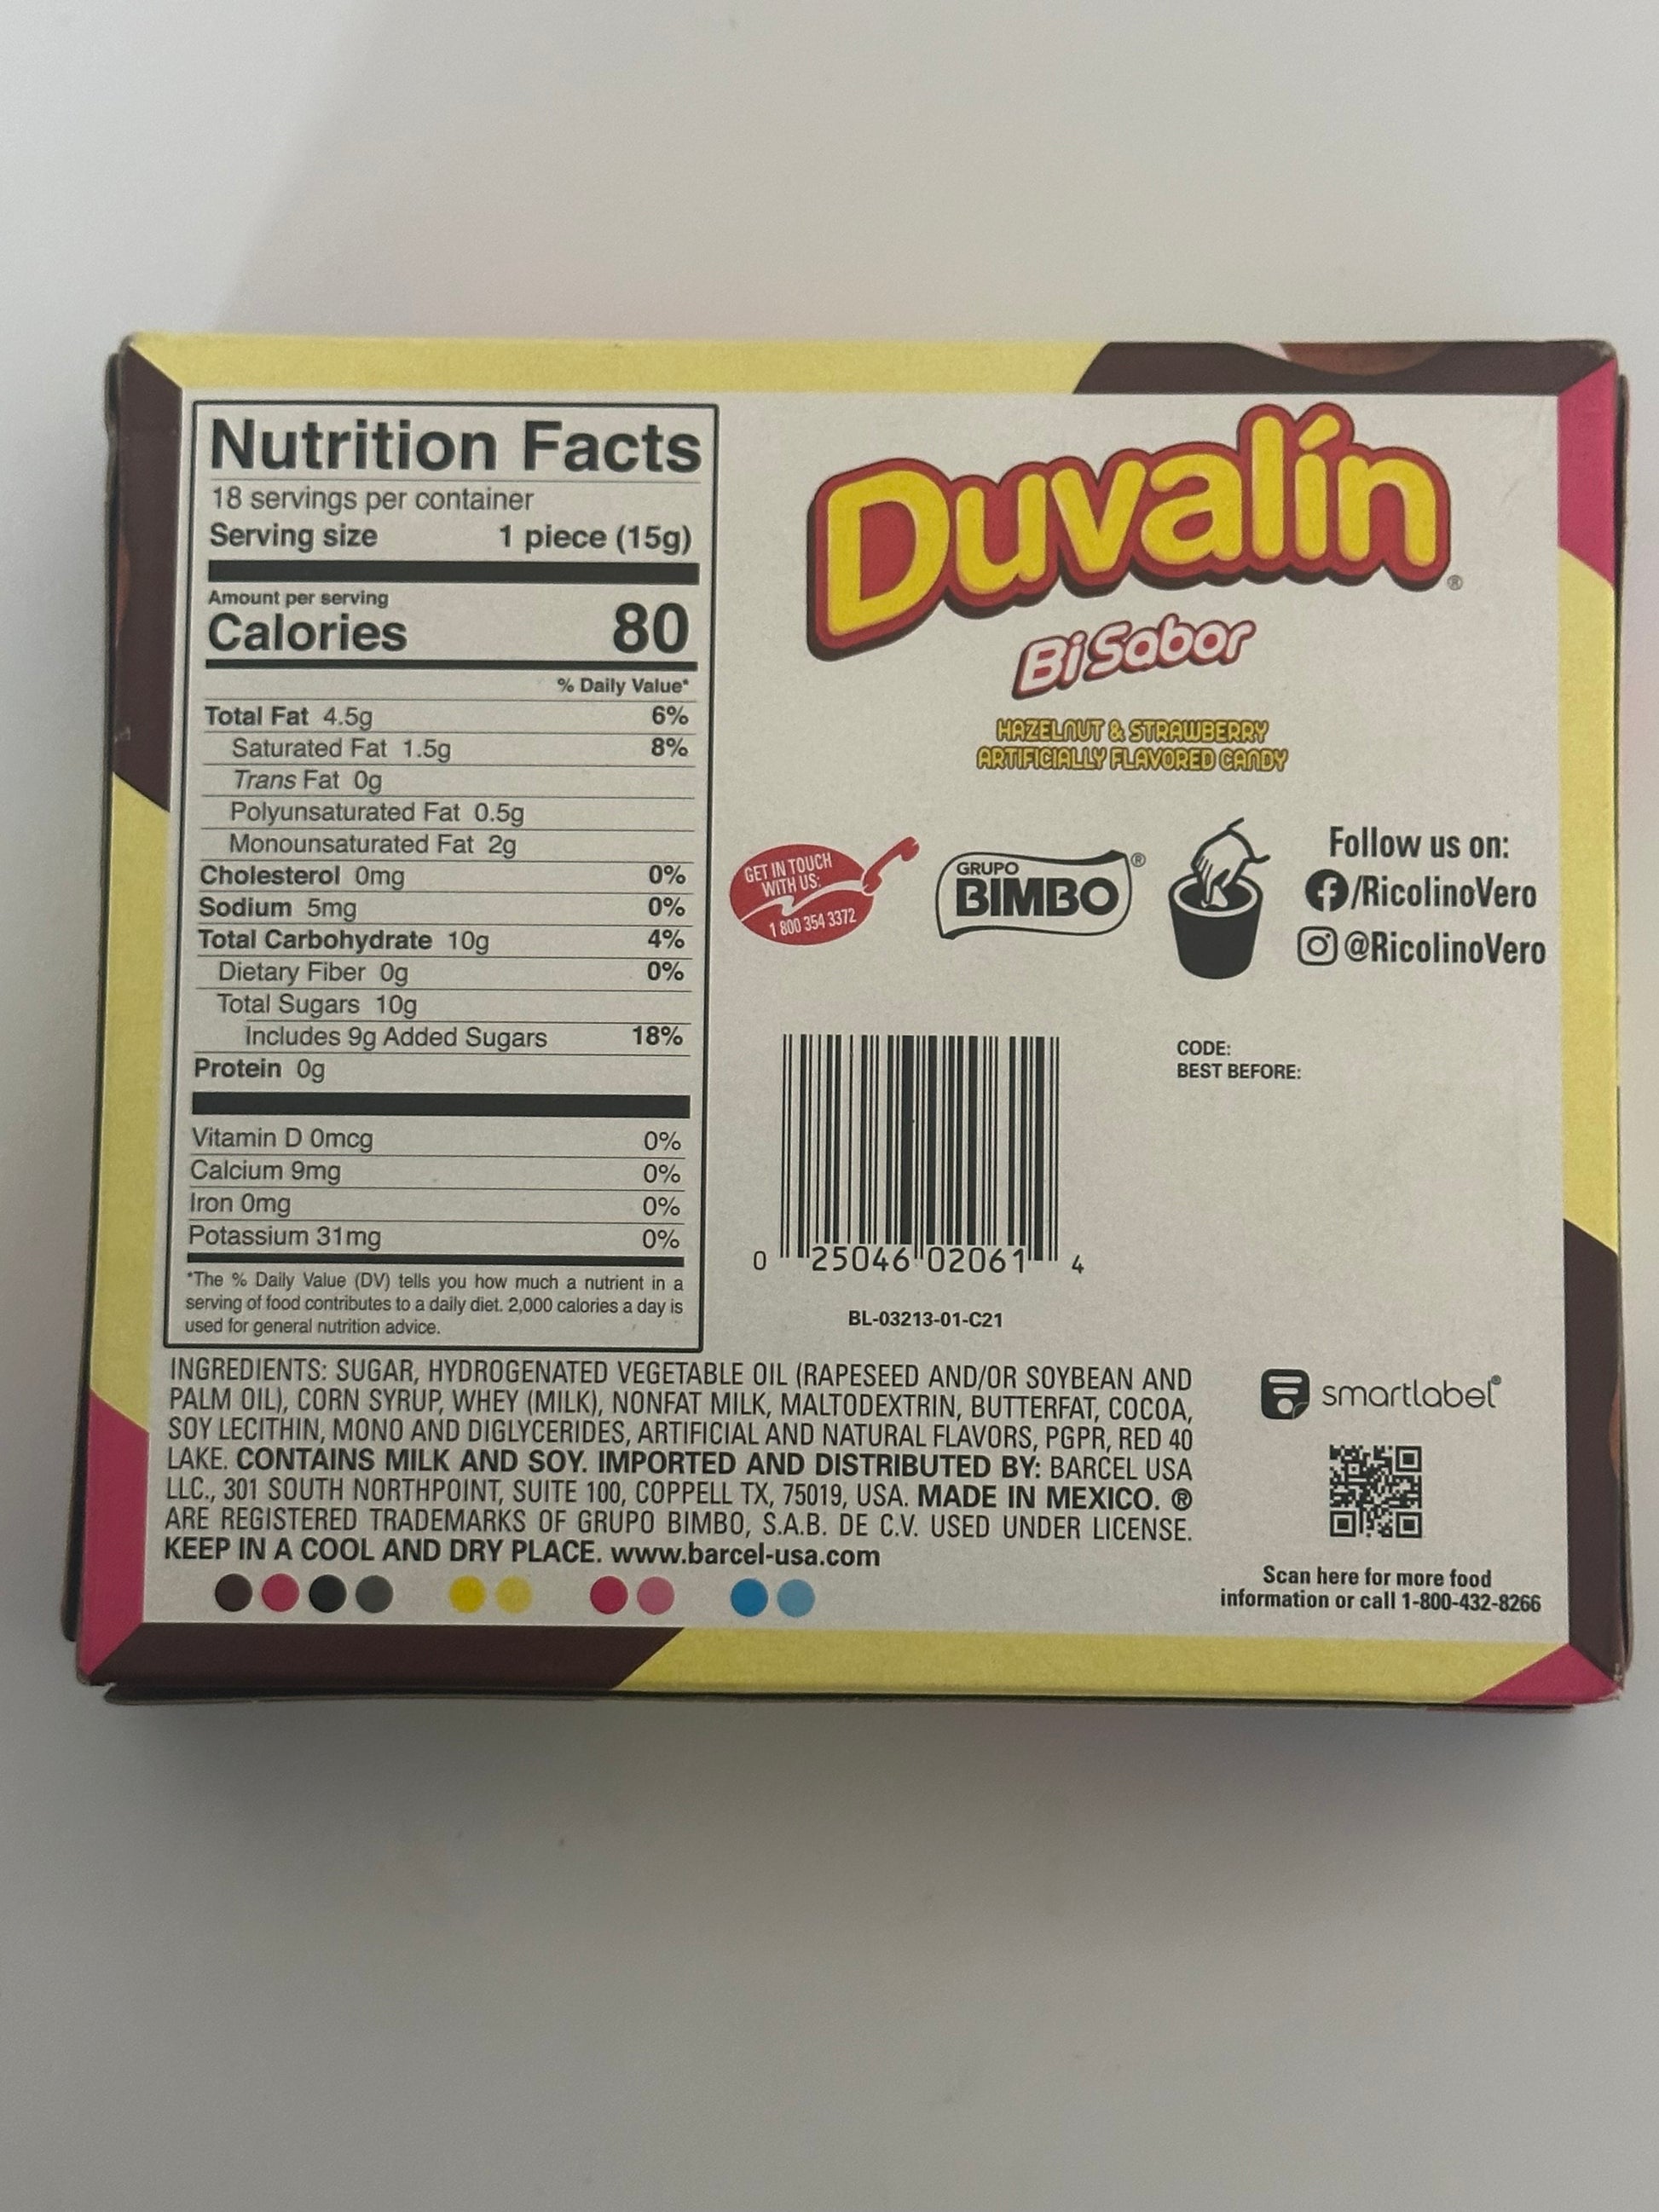 Nutrition Facts
18 servings per container
Serving size 1 piece (15g)
Amount per serving
Calories 80
% Daily Value*
Total Fat 4.5g 6%
Saturated Fat 1.5g 8%
Trans Fat 0g
Polyunsaturated Fat 0.5g
Monounsaturated Fat 2g
Cholesterol 0mg 0%
Sodium 5mg 0%
Total Carbohydrate 10g 4%
Dietary Fiber 0g 0%
Total Sugars 10g
Includes 9g Added Sugars 18%
Protein 0g
Vitamin D 0mcg 0%
Calcium 9mg 0%
Iron 0mg 0%
Potassium 31mg 0%
*The % Daily Value (DV) tells you how much a nutrient in a
serving of food contributes to a daily diet. 2,000 calories a day is
used for general nutrition advice.
Duvalín®
Bi Sabor
HAZELNUT & STRAWBERRY
ARTIFICIALLY FLAVORED CANDY
GET IN TOUCH
WITH US:
1 800 354 3372
GRUPO
BIMBO®
Follow us on:
/RicolinoVero
@RicolinoVero
CODE:
BEST BEFORE:
0 25046 02061 4
BL-03213-01-C21
INGREDIENTS: SUGAR, HYDROGENATED VEGETABLE OIL (RAPESEED AND/OR SOYBEAN AND
PALM OIL), CORN SYRUP, WHEY (MILK), NONFAT MILK, MALTODEXTRIN, BUTTERFAT, COCOA,
SOY LECITHIN, MONO AND DIGLYCERIDES, ARTIFICIAL AND NATURAL FLAVORS, PGPR, RED 40
LAKE. CONTAINS MILK AND SOY. IMPORTED AND DISTRIBUTED BY: BARCEL USA
LLC., 301 SOUTH NORTHPOINT, SUITE 100, COPPELL TX, 75019, USA. MADE IN MEXICO. ®
ARE REGISTERED TRADEMARKS OF GRUPO BIMBO, S.A.B. DE C.V. USED UNDER LICENSE.
KEEP IN A COOL AND DRY PLACE. www.barcel-usa.com
smartlabel®
Scan here for more food
information or call 1-800-432-8266